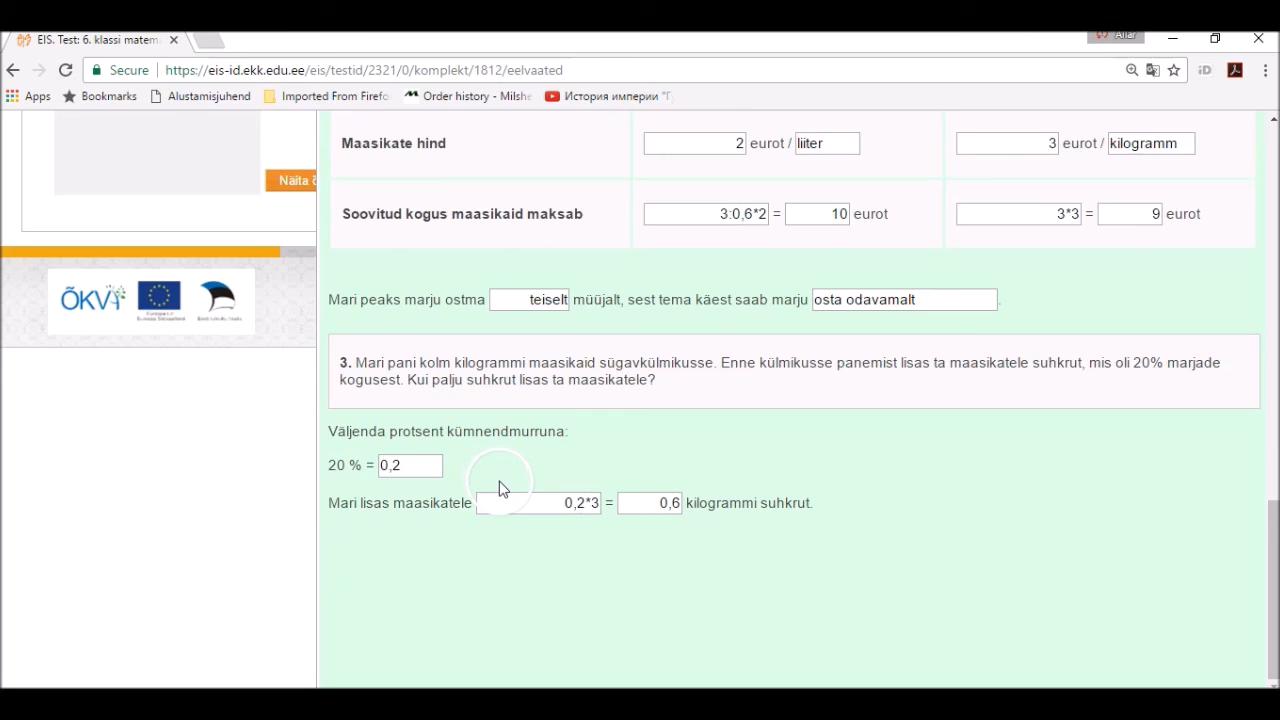 EIS. Test: 6. klassi matem
Allar
Secure https://eis-id.ekk.edu.ee/eis/testid/2321/0/komplekt/1812/eelvaated
iD
Apps Bookmarks Alustamisjuhend Imported From Firefo Order history - Milshe История империи "Г
Maasikate hind 2 eurot / liiter 3 eurot / kilogramm
Näita
Soovitud kogus maasikaid maksab 3:0,6*2 = 10 eurot 3*3 = 9 eurot
ÕKVA
Mari peaks marju ostma teiselt müüjalt, sest tema käest saab marju osta odavamalt .
3. Mari pani kolm kilogrammi maasikaid sügavkülmikusse. Enne külmikusse panemist lisas ta maasikatele suhkrut, mis oli 20% marjade
kogusest. Kui palju suhkrut lisas ta maasikatele?
Väljenda protsent kümnendmurruna:
20 % = 0,2
Mari lisas maasikatele 0,2*3 = 0,6 kilogrammi suhkrut.